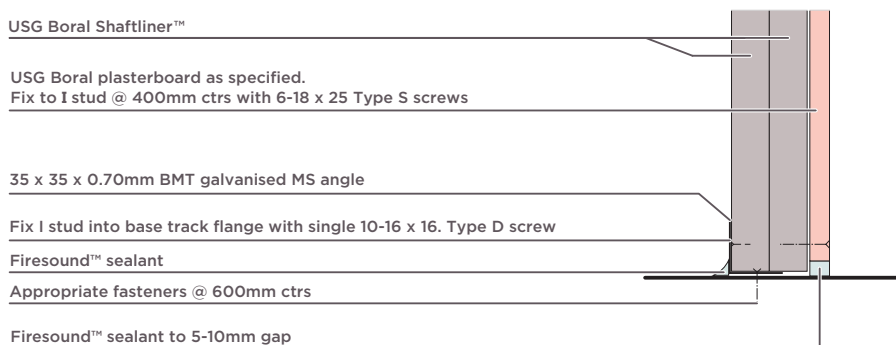 USG Boral Shaftliner™
USG Boral plasterboard as specified.
Fix to I stud @ 400mm ctrs with 6-18 x 25 Type S screws
35 x 35 x 0.70mm BMT galvanised MS angle
Fix I stud into base track flange with single 10-16 x 16. Type D screw
Firesound™ sealant
Appropriate fasteners @ 600mm ctrs
Firesound™ sealant to 5-10mm gap